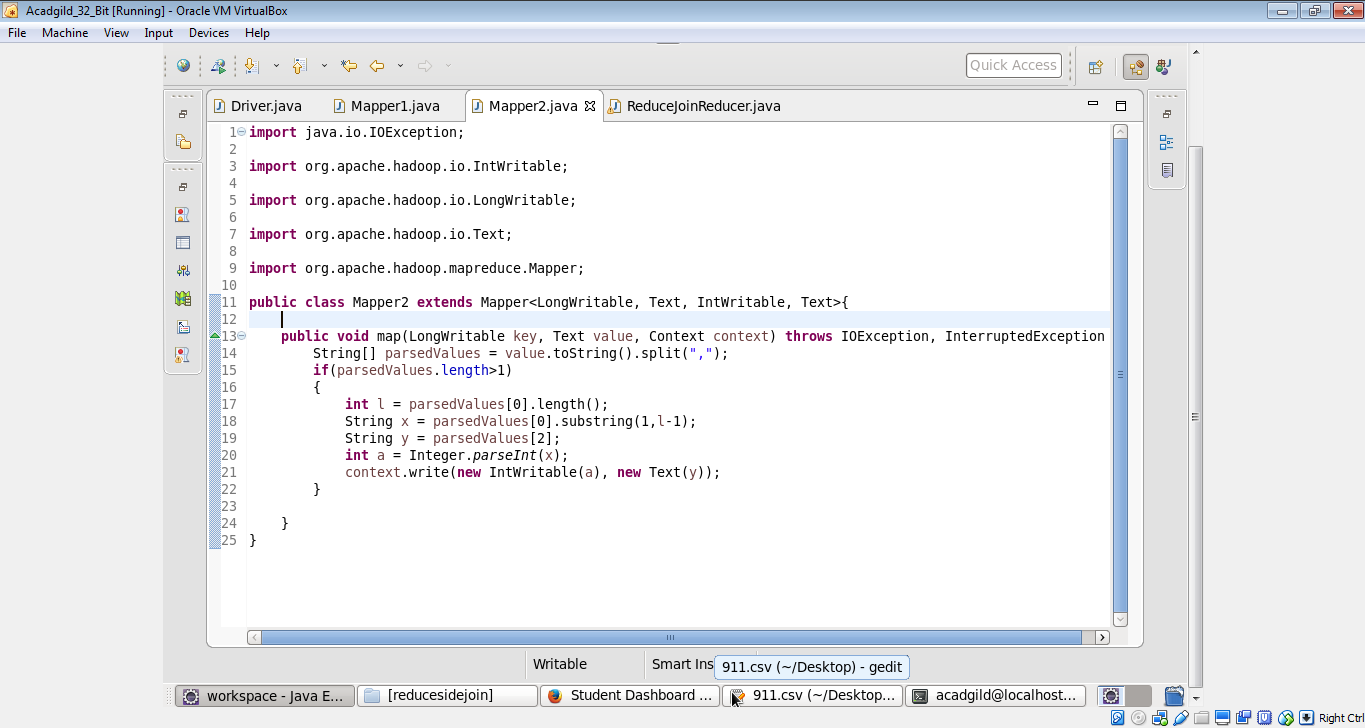 Acadgild_32_Bit [Running] - Oracle VM VirtualBox
File Machine View Input Devices Help
Quick Access
Driver.java Mapper1.java Mapper2.java ReduceJoinReducer.java
1 import java.io.IOException;
2
3 import org.apache.hadoop.io.IntWritable;
4
5 import org.apache.hadoop.io.LongWritable;
6
7 import org.apache.hadoop.io.Text;
8
9 import org.apache.hadoop.mapreduce.Mapper;
10
11 public class Mapper2 extends Mapper<LongWritable, Text, IntWritable, Text>{
12
13 public void map(LongWritable key, Text value, Context context) throws IOException, InterruptedException
14 String[] parsedValues = value.toString().split(",");
15 if(parsedValues.length>1)
16 {
17 int l = parsedValues[0].length();
18 String x = parsedValues[0].substring(1,l-1);
19 String y = parsedValues[2];
20 int a = Integer.parseInt(x);
21 context.write(new IntWritable(a), new Text(y));
22 }
23
24 }
25 }
Writable Smart Ins
911.csv (~/Desktop) - gedit
workspace - Java E... [reducesidejoin] Student Dashboard ... 911.csv (~/Desktop... acadgild@localhost...
Right Ctrl